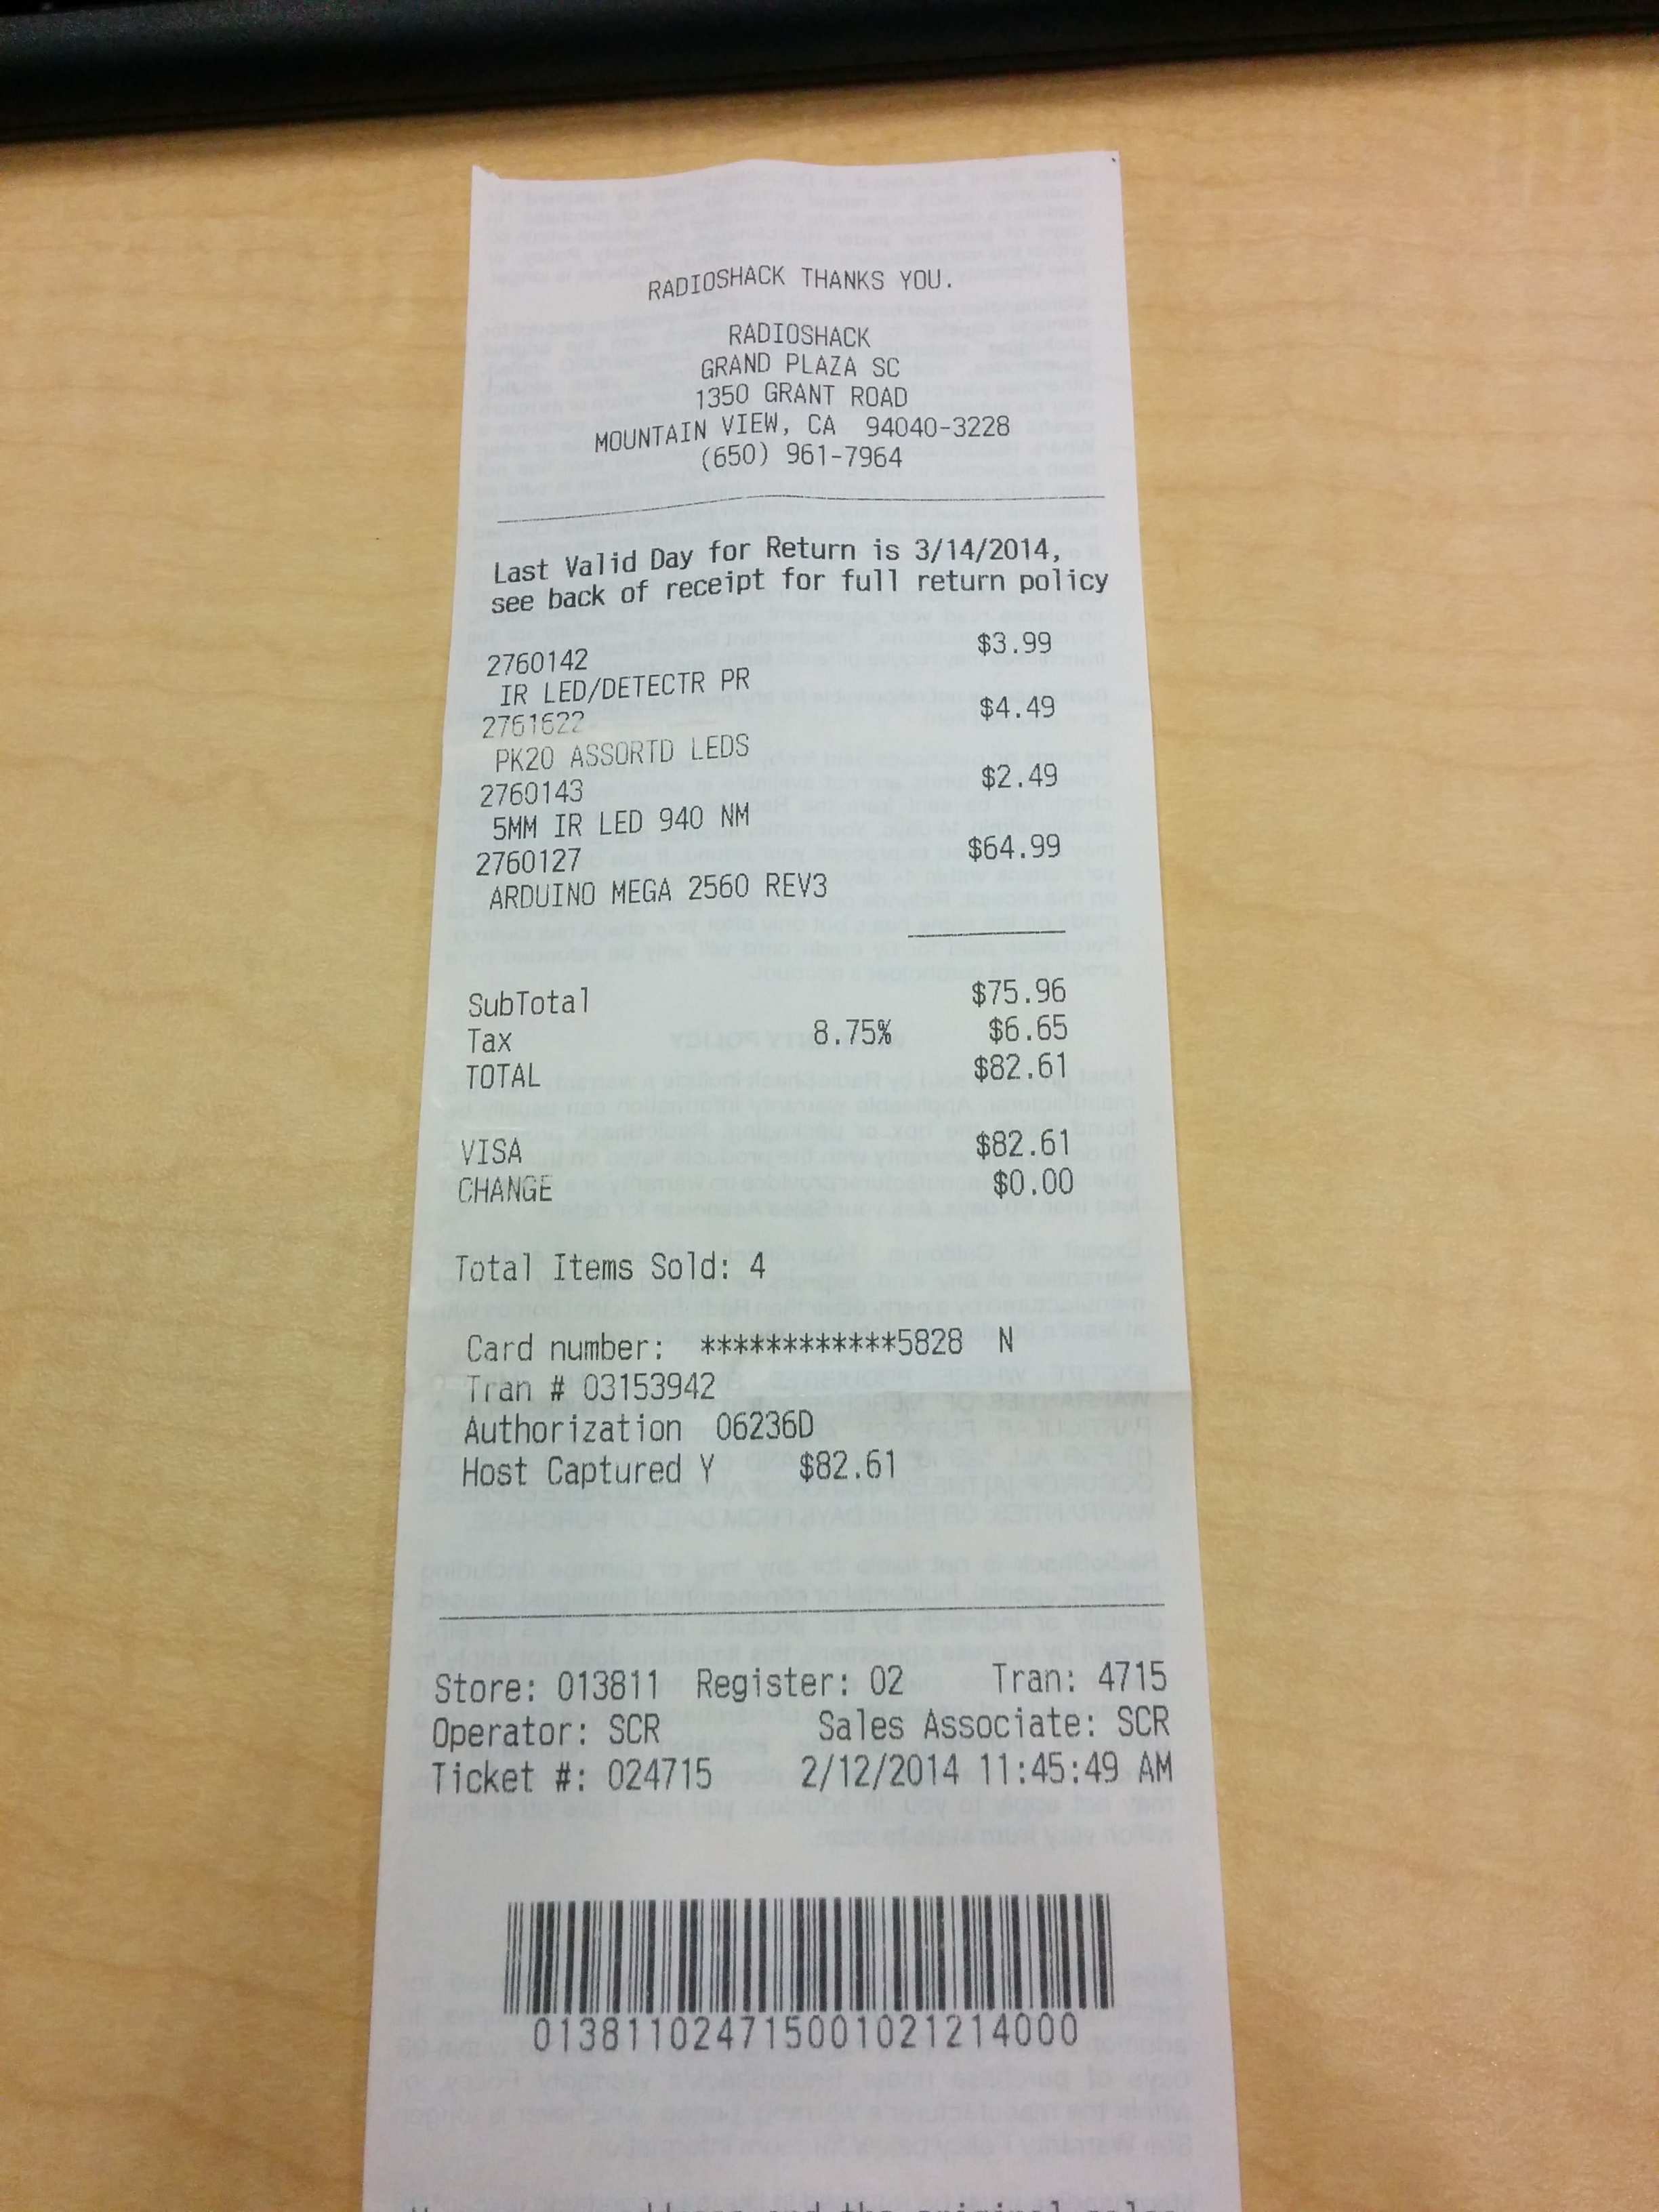 RADIOSHACK THANKS YOU.
RADIOSHACK
GRAND PLAZA SC
1350 GRANT ROAD
MOUNTAIN VIEW, CA 94040-3228
(650) 961-7964
Last Valid Day for Return is 3/14/2014,
see back of receipt for full return policy
2760142 $3.99
IR LED/DETECTR PR
2761622 $4.49
PK20 ASSORTD LEDS
2760143 $2.49
5MM IR LED 940 NM
2760127 $64.99
ARDUINO MEGA 2560 REV3
SubTotal $75.96
Tax 8.75% $6.65
TOTAL $82.61
VISA $82.61
CHANGE $0.00
Total Items Sold: 4
Card number: ************5828 N
Tran # 03153942
Authorization 06236D
Host Captured Y $82.61
Store: 013811 Register: 02 Tran: 4715
Operator: SCR Sales Associate: SCR
Ticket #: 024715 2/12/2014 11:45:49 AM
013811024715001021214000
and the original sales